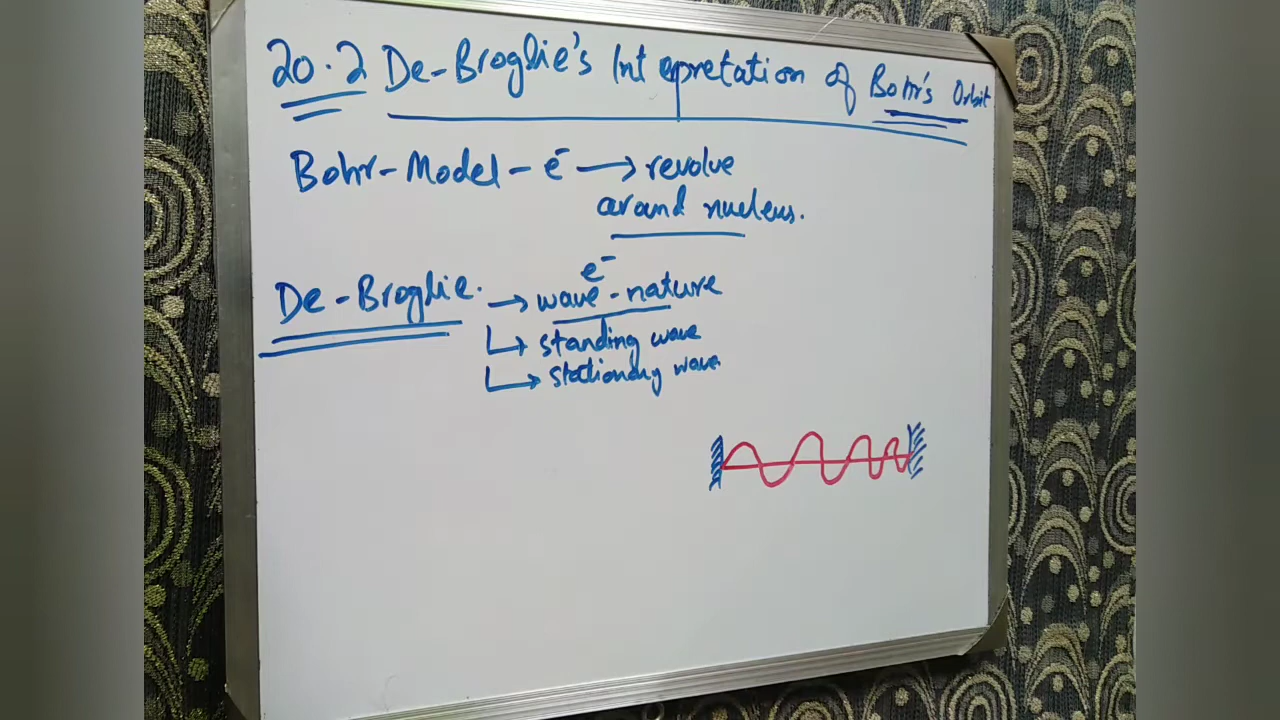 20.2 De-Broglie's Intepretation of Bohr's Orbit
Bohr-Model - e⁻ → revolve
around nucleus.
De-Broglie. → e⁻ wave-nature
↳ standing wave
↳ stationary wave